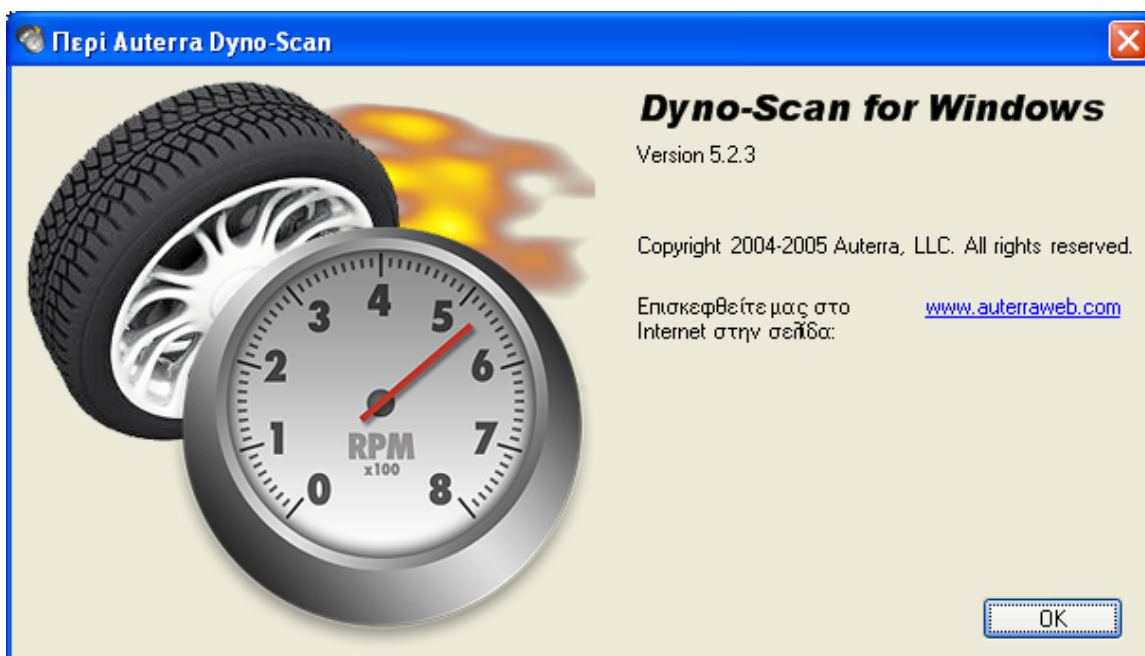 Περί Auterra Dyno-Scan
Dyno-Scan for Windows
Version 5.2.3
Copyright 2004-2005 Auterra, LLC. All rights reserved.
Επισκεφθείτε μας στο www.auterraweb.com
Internet στην σελίδα:
4
3 5
2 6
1 RPM 7
x100
0 8
OK